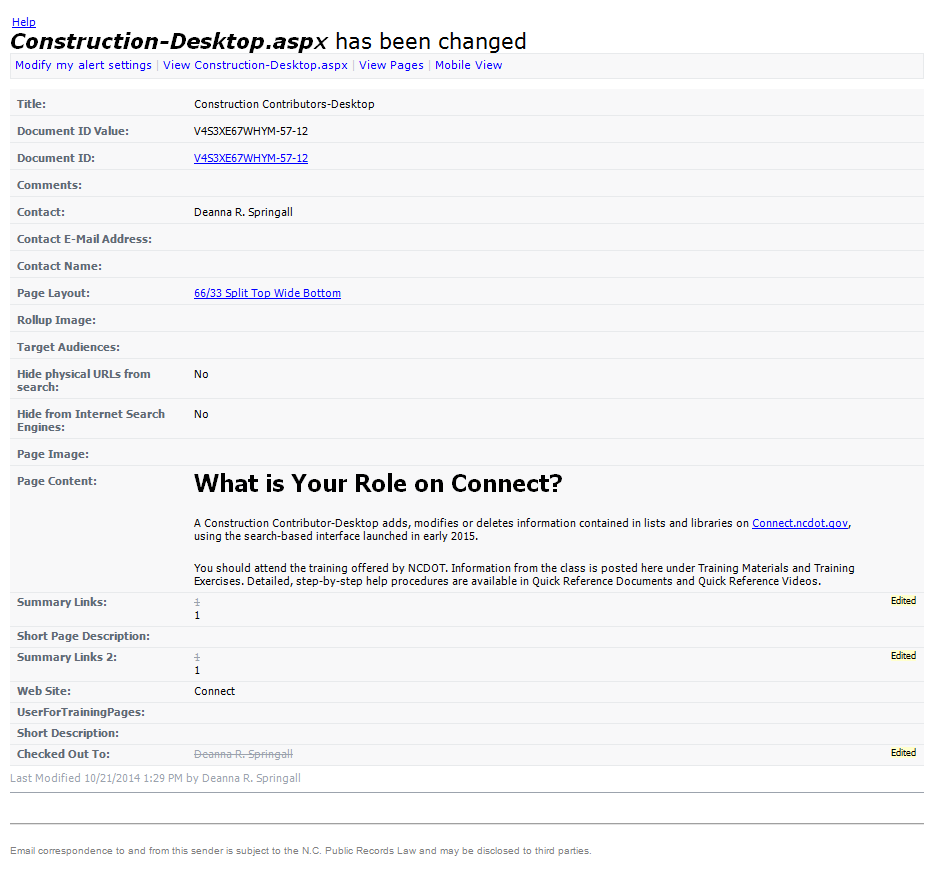 Help
Construction-Desktop.aspx has been changed
Modify my alert settings | View Construction-Desktop.aspx | View Pages | Mobile View
Title: Construction Contributors-Desktop
Document ID Value: V4S3XE67WHYM-57-12
Document ID: V4S3XE67WHYM-57-12
Comments:
Contact: Deanna R. Springall
Contact E-Mail Address:
Contact Name:
Page Layout: 66/33 Split Top Wide Bottom
Rollup Image:
Target Audiences:
Hide physical URLs from No
search:
Hide from Internet Search No
Engines:
Page Image:
Page Content: What is Your Role on Connect?
A Construction Contributor-Desktop adds, modifies or deletes information contained in lists and libraries on Connect.ncdot.gov,
using the search-based interface launched in early 2015.
You should attend the training offered by NCDOT. Information from the class is posted here under Training Materials and Training
Exercises. Detailed, step-by-step help procedures are available in Quick Reference Documents and Quick Reference Videos.
Summary Links: 1 Edited
1
Short Page Description:
Summary Links 2: 1 Edited
1
Web Site: Connect
UserForTrainingPages:
Short Description:
Checked Out To: Deanna R. Springall Edited
Last Modified 10/21/2014 1:29 PM by Deanna R. Springall
Email correspondence to and from this sender is subject to the N.C. Public Records Law and may be disclosed to third parties.